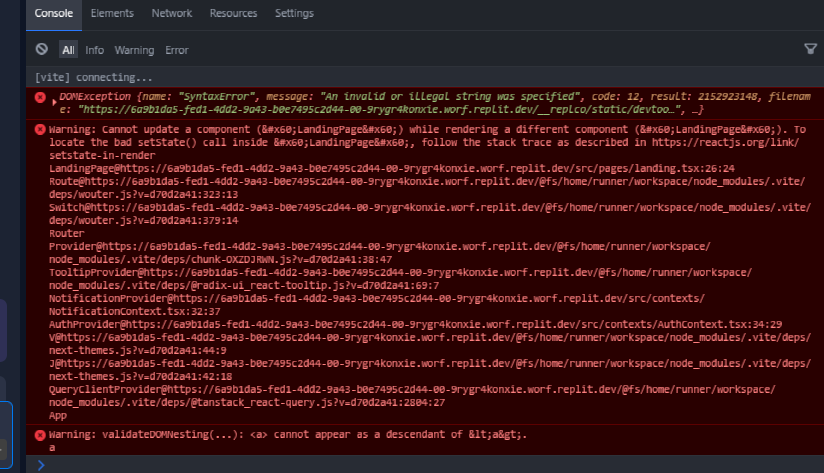 Console Elements Network Resources Settings
All Info Warning Error
[vite] connecting...
DOMException {name: "SyntaxError", message: "An invalid or illegal string was specified", code: 12, result: 2152923148, filenam
e: "https://6a9b1da5-fed1-4dd2-9a43-b0e7495c2d44-00-9rygr4konxie.worf.replit.dev/__replco/static/devtoo…", …}
Warning: Cannot update a component (&#x60;LandingPage&#x60;) while rendering a different component (&#x60;LandingPage&#x60;). To
locate the bad setState() call inside &#x60;LandingPage&#x60;, follow the stack trace as described in https://reactjs.org/link/
setstate-in-render
LandingPage@https://6a9b1da5-fed1-4dd2-9a43-b0e7495c2d44-00-9rygr4konxie.worf.replit.dev/src/pages/landing.tsx:26:24
Route@https://6a9b1da5-fed1-4dd2-9a43-b0e7495c2d44-00-9rygr4konxie.worf.replit.dev/@fs/home/runner/workspace/node_modules/.vite/
deps/wouter.js?v=d70d2a41:323:13
Switch@https://6a9b1da5-fed1-4dd2-9a43-b0e7495c2d44-00-9rygr4konxie.worf.replit.dev/@fs/home/runner/workspace/node_modules/.vite/
deps/wouter.js?v=d70d2a41:379:14
Router
Provider@https://6a9b1da5-fed1-4dd2-9a43-b0e7495c2d44-00-9rygr4konxie.worf.replit.dev/@fs/home/runner/workspace/
node_modules/.vite/deps/chunk-OXZDJRWN.js?v=d70d2a41:38:47
TooltipProvider@https://6a9b1da5-fed1-4dd2-9a43-b0e7495c2d44-00-9rygr4konxie.worf.replit.dev/@fs/home/runner/workspace/
node_modules/.vite/deps/@radix-ui_react-tooltip.js?v=d70d2a41:69:7
NotificationProvider@https://6a9b1da5-fed1-4dd2-9a43-b0e7495c2d44-00-9rygr4konxie.worf.replit.dev/src/contexts/
NotificationContext.tsx:32:37
AuthProvider@https://6a9b1da5-fed1-4dd2-9a43-b0e7495c2d44-00-9rygr4konxie.worf.replit.dev/src/contexts/AuthContext.tsx:34:29
V@https://6a9b1da5-fed1-4dd2-9a43-b0e7495c2d44-00-9rygr4konxie.worf.replit.dev/@fs/home/runner/workspace/node_modules/.vite/deps/
next-themes.js?v=d70d2a41:44:9
J@https://6a9b1da5-fed1-4dd2-9a43-b0e7495c2d44-00-9rygr4konxie.worf.replit.dev/@fs/home/runner/workspace/node_modules/.vite/deps/
next-themes.js?v=d70d2a41:42:18
QueryClientProvider@https://6a9b1da5-fed1-4dd2-9a43-b0e7495c2d44-00-9rygr4konxie.worf.replit.dev/@fs/home/runner/workspace/
node_modules/.vite/deps/@tanstack_react-query.js?v=d70d2a41:2804:27
App
Warning: validateDOMNesting(...): <a> cannot appear as a descendant of &lt;a&gt;.
a